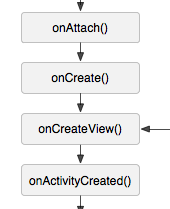 onAttach()
onCreate()
onCreateView()
onActivityCreated()